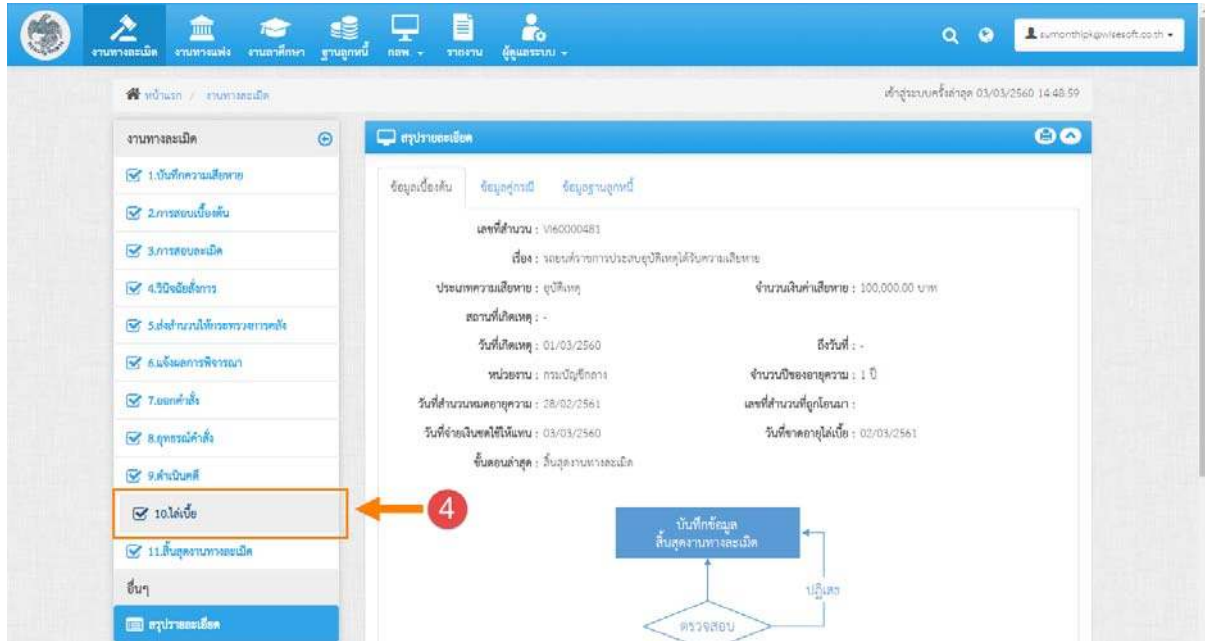 งานทางละเมิด งานทางแพ่ง งานอาศึกษา ฐานลูกหนี้ กลพ. รายงาน ผู้ดูแลระบบ sumonthipk@wisesoft.co.th
หน้าแรก / งานทางละเมิด เข้าสู่ระบบครั้งล่าสุด 03/03/2560 14:48:59
งานทางละเมิด
1.บันทึกความเสียหาย
2.การสอบเบื้องต้น
3.การสอบละเมิด
4.วินิจฉัยสั่งการ
5.ส่งสำนวนให้กระทรวงการคลัง
6.แจ้งผลการพิจารณา
7.ออกคำสั่ง
8.อุทธรณ์คำสั่ง
9.ดำเนินคดี
10.ไล่เบี้ย
11.สิ้นสุดงานทางละเมิด
อื่นๆ
สรุปรายละเอียด
4
สรุปรายละเอียด
ข้อมูลเบื้องต้น ข้อมูลคู่กรณี ข้อมูลฐานลูกหนี้
เลขที่สำนวน : VI60000481
เรื่อง : รถยนต์ราชการประสบอุบัติเหตุได้รับความเสียหาย
ประเภทความเสียหาย : อุบัติเหตุ จำนวนเงินค่าเสียหาย : 100,000.00 บาท
สถานที่เกิดเหตุ : -
วันที่เกิดเหตุ : 01/03/2560 ถึงวันที่ : -
หน่วยงาน : กรมบัญชีกลาง จำนวนปีของอายุความ : 1 ปี
วันที่สำนวนหมดอายุความ : 28/02/2561 เลขที่สำนวนที่ถูกโอนมา :
วันที่จ่ายเงินชดใช้ให้แทน : 03/03/2560 วันที่ขาดอายุไล่เบี้ย : 02/03/2561
ขั้นตอนล่าสุด : สิ้นสุดงานทางละเมิด
บันทึกข้อมูล
สิ้นสุดงานทางละเมิด
ปฏิเสธ
ตรวจสอบ